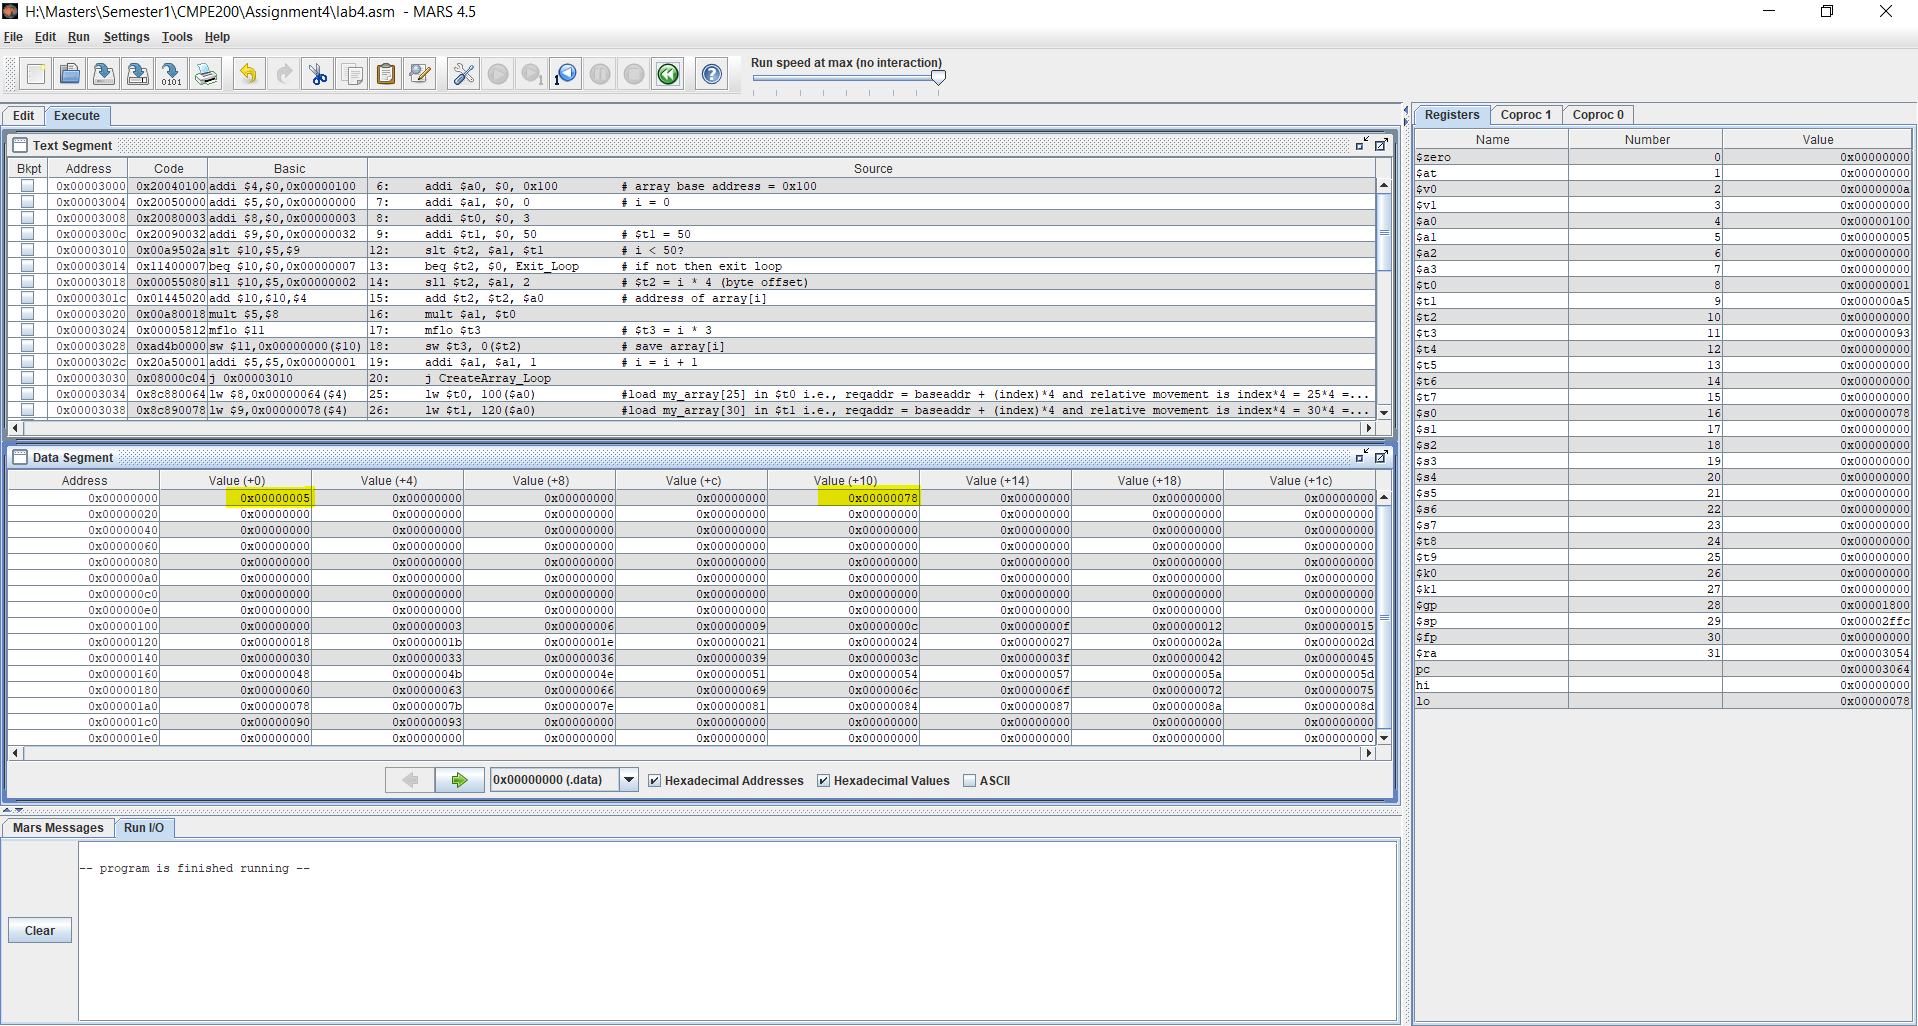 H:\Masters\Semester1\CMPE200\Assignment4\lab4.asm - MARS 4.5
File Edit Run Settings Tools Help
Run speed at max (no interaction)
Edit Execute
Text Segment
Bkpt Address Code Basic Source
0x00003000 0x20040100 addi $4,$0,0x00000100 6: addi $a0, $0, 0x100 # array base address = 0x100
0x00003004 0x20050000 addi $5,$0,0x00000000 7: addi $a1, $0, 0 # i = 0
0x00003008 0x20080003 addi $8,$0,0x00000003 8: addi $t0, $0, 3
0x0000300c 0x20090032 addi $9,$0,0x00000032 9: addi $t1, $0, 50 # $t1 = 50
0x00003010 0x00a9502a slt $10,$5,$9 12: slt $t2, $a1, $t1 # i < 50?
0x00003014 0x11400007 beq $10,$0,0x00000007 13: beq $t2, $0, Exit_Loop # if not then exit loop
0x00003018 0x00055080 sll $10,$5,0x00000002 14: sll $t2, $a1, 2 # $t2 = i * 4 (byte offset)
0x0000301c 0x01445020 add $10,$10,$4 15: add $t2, $t2, $a0 # address of array[i]
0x00003020 0x00a80018 mult $5,$8 16: mult $a1, $t0
0x00003024 0x00005812 mflo $11 17: mflo $t3 # $t3 = i * 3
0x00003028 0xad4b0000 sw $11,0x00000000($10) 18: sw $t3, 0($t2) # save array[i]
0x0000302c 0x20a50001 addi $5,$5,0x00000001 19: addi $a1, $a1, 1 # i = i + 1
0x00003030 0x08000c04 j 0x00003010 20: j CreateArray_Loop
0x00003034 0x8c880064 lw $8,0x00000064($4) 25: lw $t0, 100($a0) #load my_array[25] in $t0 i.e., reqaddr = baseaddr + (index)*4 and relative movement is index*4 = 25*4 =...
0x00003038 0x8c890078 lw $9,0x00000078($4) 26: lw $t1, 120($a0) #load my_array[30] in $t1 i.e., reqaddr = baseaddr + (index)*4 and relative movement is index*4 = 30*4 =...
Data Segment
Address Value (+0) Value (+4) Value (+8) Value (+c) Value (+10) Value (+14) Value (+18) Value (+1c)
0x00000000 0x00000005 0x00000000 0x00000000 0x00000000 0x00000078 0x00000000 0x00000000 0x00000000
0x00000020 0x00000000 0x00000000 0x00000000 0x00000000 0x00000000 0x00000000 0x00000000 0x00000000
0x00000040 0x00000000 0x00000000 0x00000000 0x00000000 0x00000000 0x00000000 0x00000000 0x00000000
0x00000060 0x00000000 0x00000000 0x00000000 0x00000000 0x00000000 0x00000000 0x00000000 0x00000000
0x00000080 0x00000000 0x00000000 0x00000000 0x00000000 0x00000000 0x00000000 0x00000000 0x00000000
0x000000a0 0x00000000 0x00000000 0x00000000 0x00000000 0x00000000 0x00000000 0x00000000 0x00000000
0x000000c0 0x00000000 0x00000000 0x00000000 0x00000000 0x00000000 0x00000000 0x00000000 0x00000000
0x000000e0 0x00000000 0x00000000 0x00000000 0x00000000 0x00000000 0x00000000 0x00000000 0x00000000
0x00000100 0x00000000 0x00000003 0x00000006 0x00000009 0x0000000c 0x0000000f 0x00000012 0x00000015
0x00000120 0x00000018 0x0000001b 0x0000001e 0x00000021 0x00000024 0x00000027 0x0000002a 0x0000002d
0x00000140 0x00000030 0x00000033 0x00000036 0x00000039 0x0000003c 0x0000003f 0x00000042 0x00000045
0x00000160 0x00000048 0x0000004b 0x0000004e 0x00000051 0x00000054 0x00000057 0x0000005a 0x0000005d
0x00000180 0x00000060 0x00000063 0x00000066 0x00000069 0x0000006c 0x0000006f 0x00000072 0x00000075
0x000001a0 0x00000078 0x0000007b 0x0000007e 0x00000081 0x00000084 0x00000087 0x0000008a 0x0000008d
0x000001c0 0x00000090 0x00000093 0x00000000 0x00000000 0x00000000 0x00000000 0x00000000 0x00000000
0x000001e0 0x00000000 0x00000000 0x00000000 0x00000000 0x00000000 0x00000000 0x00000000 0x00000000
0x00000000 (.data) Hexadecimal Addresses Hexadecimal Values ASCII
Mars Messages Run I/O
-- program is finished running --
Clear
Registers Coproc 1 Coproc 0
Name Number Value
$zero 0 0x00000000
$at 1 0x00000000
$v0 2 0x0000000a
$v1 3 0x00000000
$a0 4 0x00000100
$a1 5 0x00000005
$a2 6 0x00000000
$a3 7 0x00000000
$t0 8 0x00000001
$t1 9 0x000000a5
$t2 10 0x00000000
$t3 11 0x00000093
$t4 12 0x00000000
$t5 13 0x00000000
$t6 14 0x00000000
$t7 15 0x00000000
$s0 16 0x00000078
$s1 17 0x00000000
$s2 18 0x00000000
$s3 19 0x00000000
$s4 20 0x00000000
$s5 21 0x00000000
$s6 22 0x00000000
$s7 23 0x00000000
$t8 24 0x00000000
$t9 25 0x00000000
$k0 26 0x00000000
$k1 27 0x00000000
$gp 28 0x00001800
$sp 29 0x00002ffc
$fp 30 0x00000000
$ra 31 0x00003054
pc 0x00003064
hi 0x00000000
lo 0x00000078